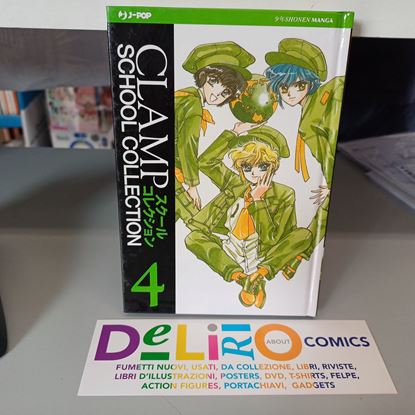 J-POP
少年SHONEN MANGA
CLAMP
SCHOOL COLLECTION
スクール
コレクション
4
DeLiRiO ABOUT COMICS
FUMETTI NUOVI, USATI, DA COLLEZIONE, LIBRI, RIVISTE,
LIBRI D'ILLUSTRAZIONI, POSTERS, DVD, T-SHIRTS, FELPE,
ACTION FIGURES, PORTACHIAVI, GADGETS